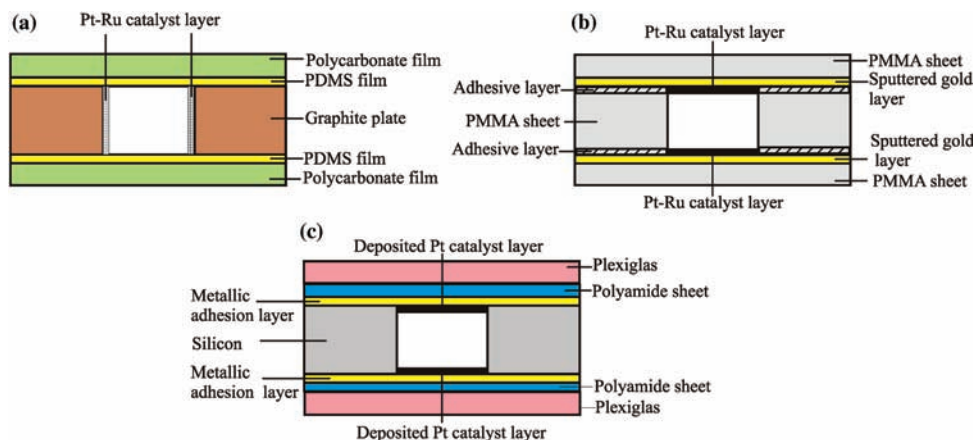 (a)
Pt-Ru catalyst layer
Polycarbonate film
PDMS film
Graphite plate
PDMS film
Polycarbonate film
(b)
Pt-Ru catalyst layer
PMMA sheet
Sputtered gold
layer
Adhesive layer
PMMA sheet
Adhesive layer
Sputtered gold
layer
PMMA sheet
Pt-Ru catalyst layer
(c)
Deposited Pt catalyst layer
Plexiglas
Polyamide sheet
Metallic
adhesion layer
Silicon
Metallic
adhesion layer
Polyamide sheet
Plexiglas
Deposited Pt catalyst layer